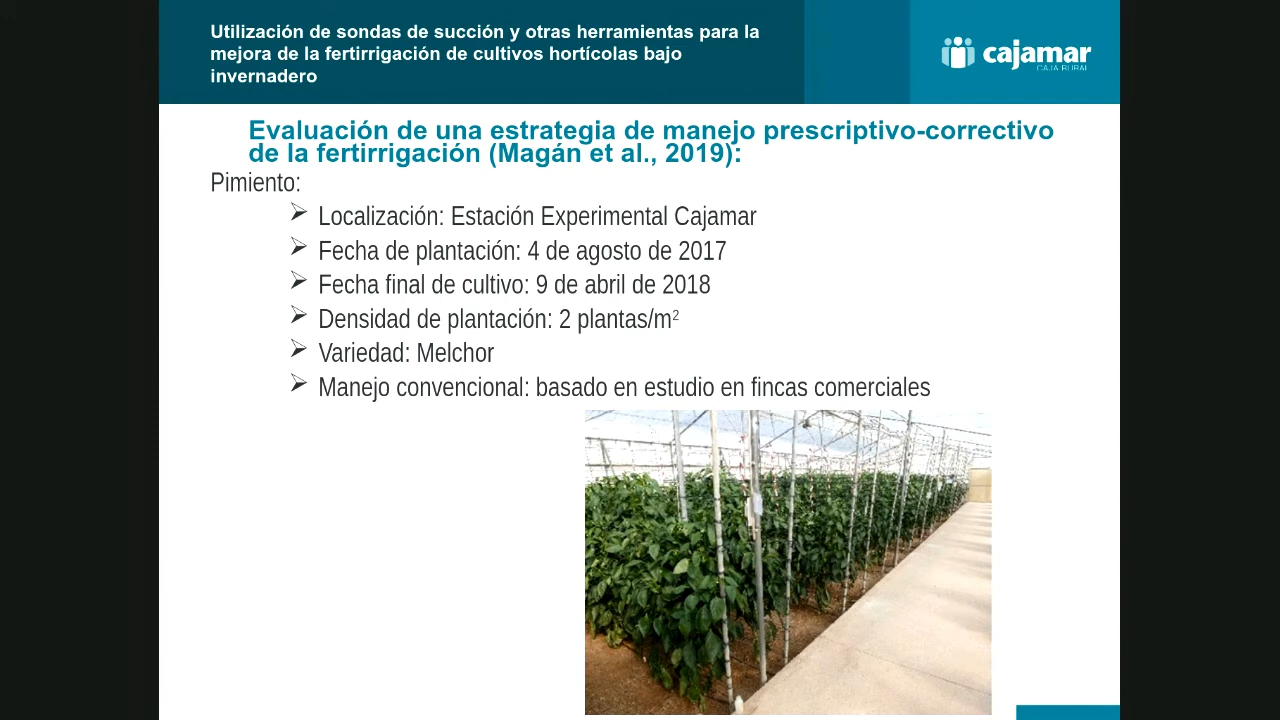 Utilización de sondas de succión y otras herramientas para la
mejora de la fertirrigación de cultivos hortícolas bajo
invernadero
cajamar
CAJA RURAL
Evaluación de una estrategia de manejo prescriptivo-correctivo
de la fertirrigación (Magán et al., 2019):
Pimiento:
➢ Localización: Estación Experimental Cajamar
➢ Fecha de plantación: 4 de agosto de 2017
➢ Fecha final de cultivo: 9 de abril de 2018
➢ Densidad de plantación: 2 plantas/m²
➢ Variedad: Melchor
➢ Manejo convencional: basado en estudio en fincas comerciales